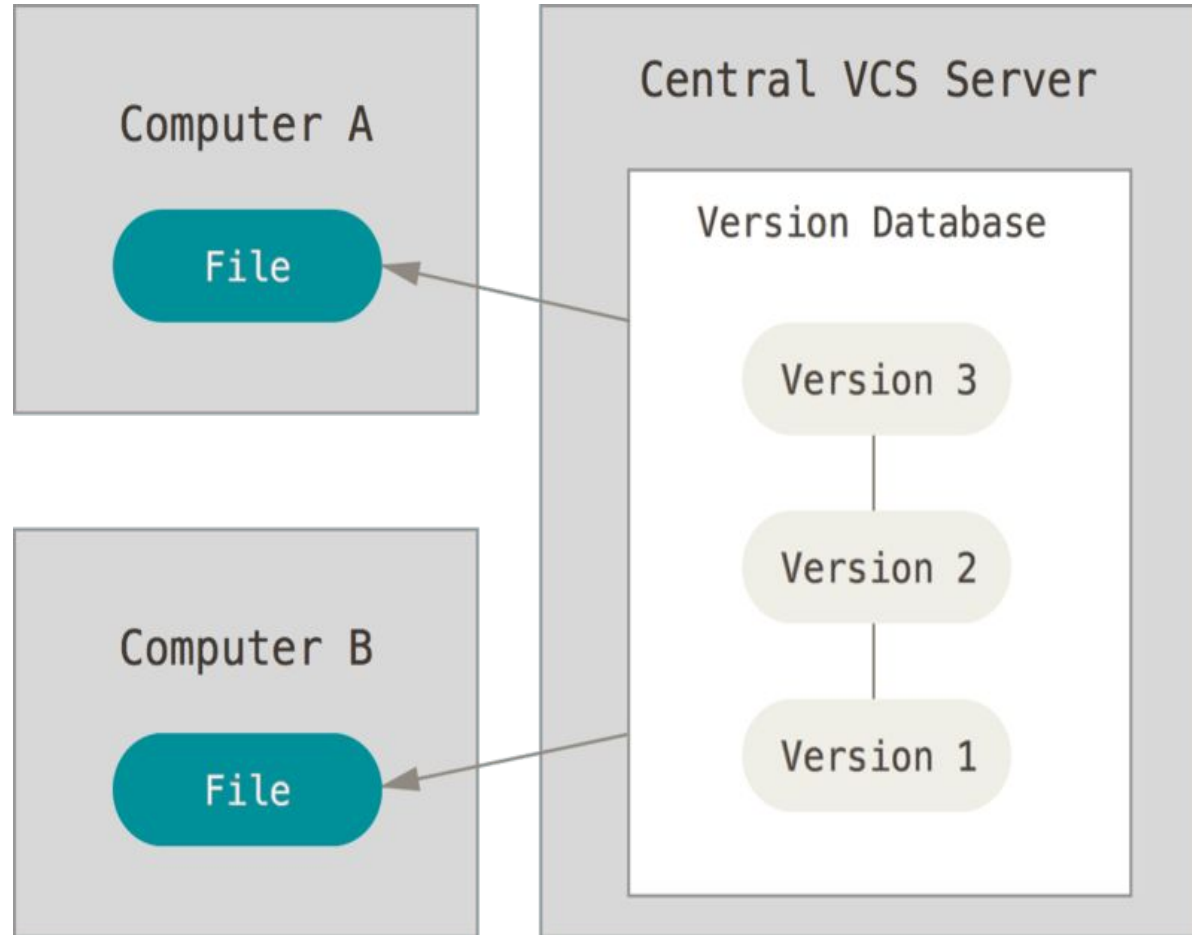 Computer A
File
Computer B
File
Central VCS Server
Version Database
Version 3
Version 2
Version 1